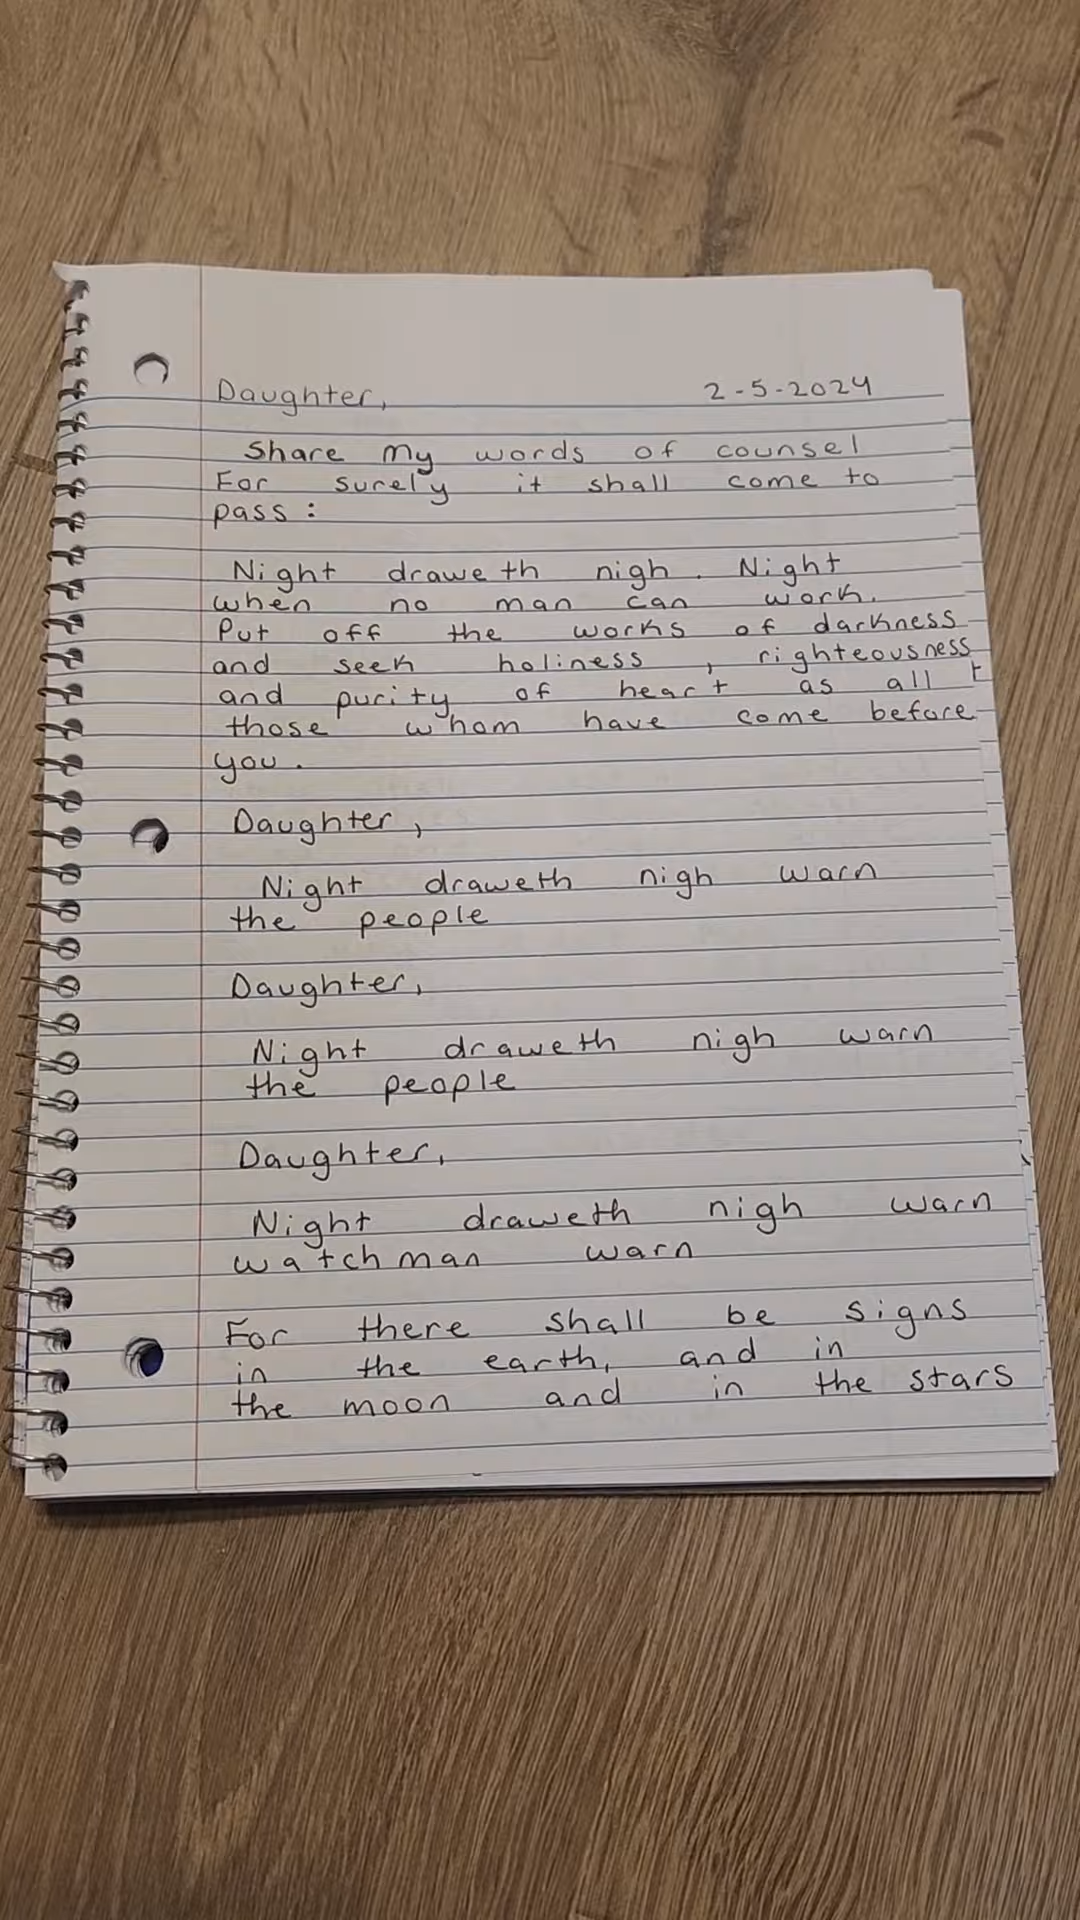 Daughter, 2-5-2024
Share my words of counsel
For surely it shall come to
pass:
Night draweth nigh. Night
when no man can work.
Put off the works of darkness
and seek holiness, righteousness
and purity of heart as all
those whom have come before
you.
Daughter,
Night draweth nigh warn
the people
Daughter,
Night draweth nigh warn
the people
Daughter,
Night draweth nigh warn
watchman warn
For there shall be signs
in the earth, and in
the moon and in the stars